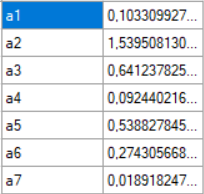 a1 0,103309927...
a2 1,539508130...
a3 0,641237825...
a4 0,092440216...
a5 0,538827845...
a6 0,274305668...
a7 0,018918247...